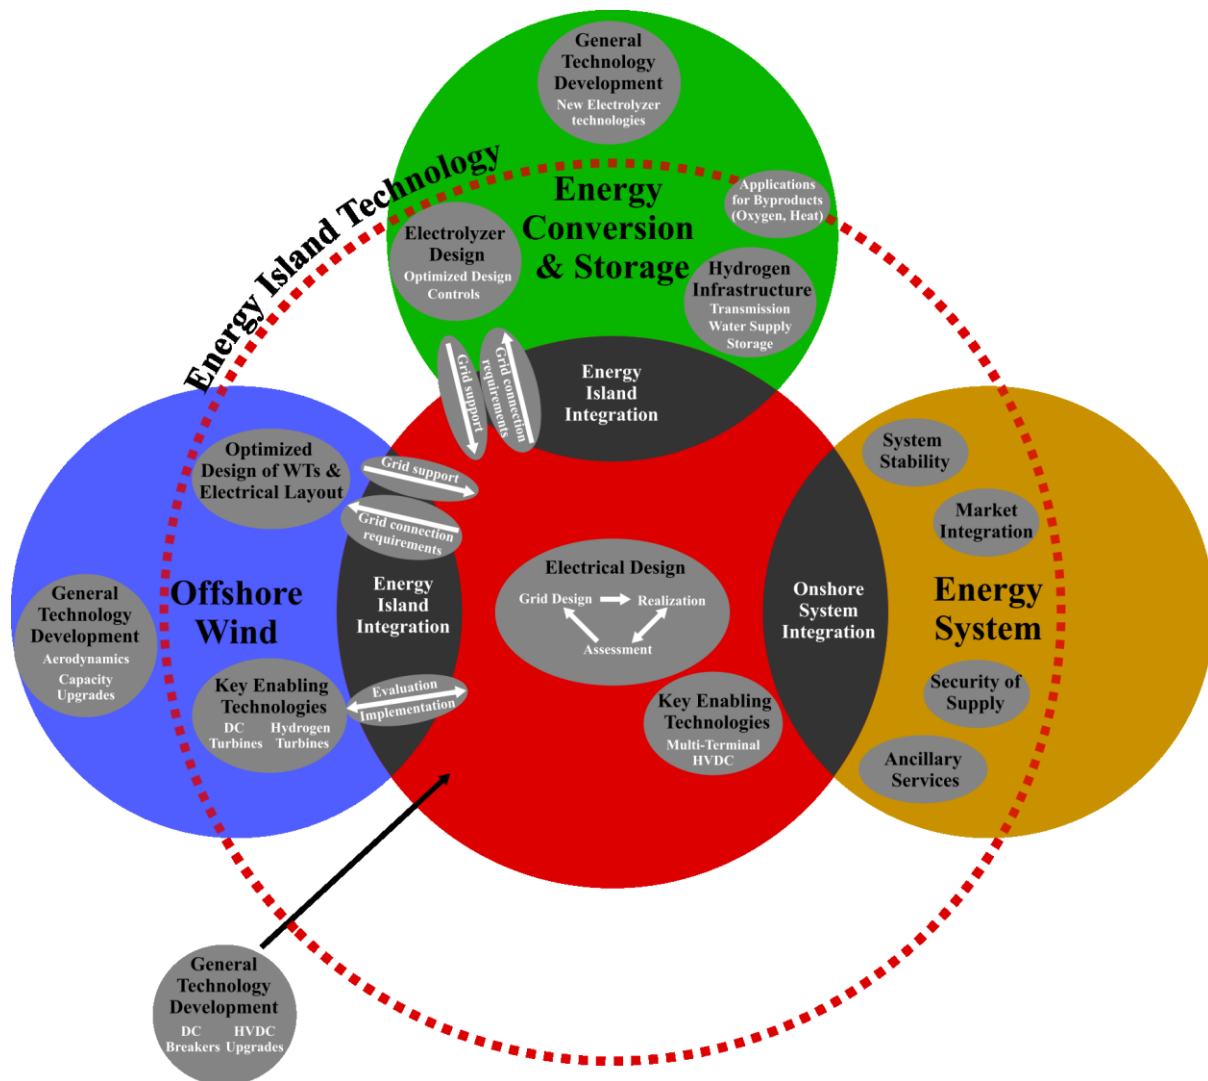 General
Technology
Development
New Electrolyzer
technologies
Energy Island Technology
Energy
Conversion
& Storage
Applications
for Byproducts
(Oxygen, Heat)
Electrolyzer
Design
Optimized Design
Controls
Hydrogen
Infrastructure
Transmission
Water Supply
Storage
Grid support
Grid connection
requirements
Energy
Island
Integration
Optimized
Design of WTs &
Electrical Layout
Grid support
Grid connection
requirements
System
Stability
Market
Integration
General
Technology
Development
Aerodynamics
Capacity
Upgrades
Offshore
Wind
Energy
Island
Integration
Electrical Design
Grid Design
Realization
Assessment
Onshore
System
Integration
Energy
System
Key Enabling
Technologies
DC Hydrogen
Turbines Turbines
Evaluation
Implementation
Key Enabling
Technologies
Multi-Terminal
HVDC
Security of
Supply
Ancillary
Services
General
Technology
Development
DC HVDC
Breakers Upgrades